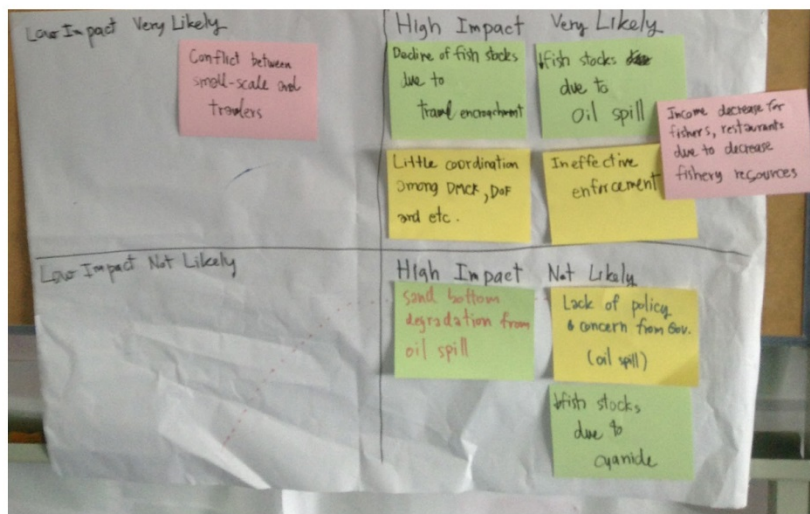 Low Impact Very Likely
Conflict between
small-scale and
trawlers
High Impact Very Likely
Decline of fish stocks
due to
trawl encroachment
↓fish stocks
due to
oil spill
Income decrease for
fishers, restaurants
due to decrease
fishery resources
Little coordination
among DMCR, DoF
and etc.
Ineffective
enforcement
Low Impact Not Likely
High Impact Not Likely
Sand bottom
degradation from
oil spill
Lack of policy
& concern from Gov.
(oil spill)
↓fish stocks
due to
cyanide